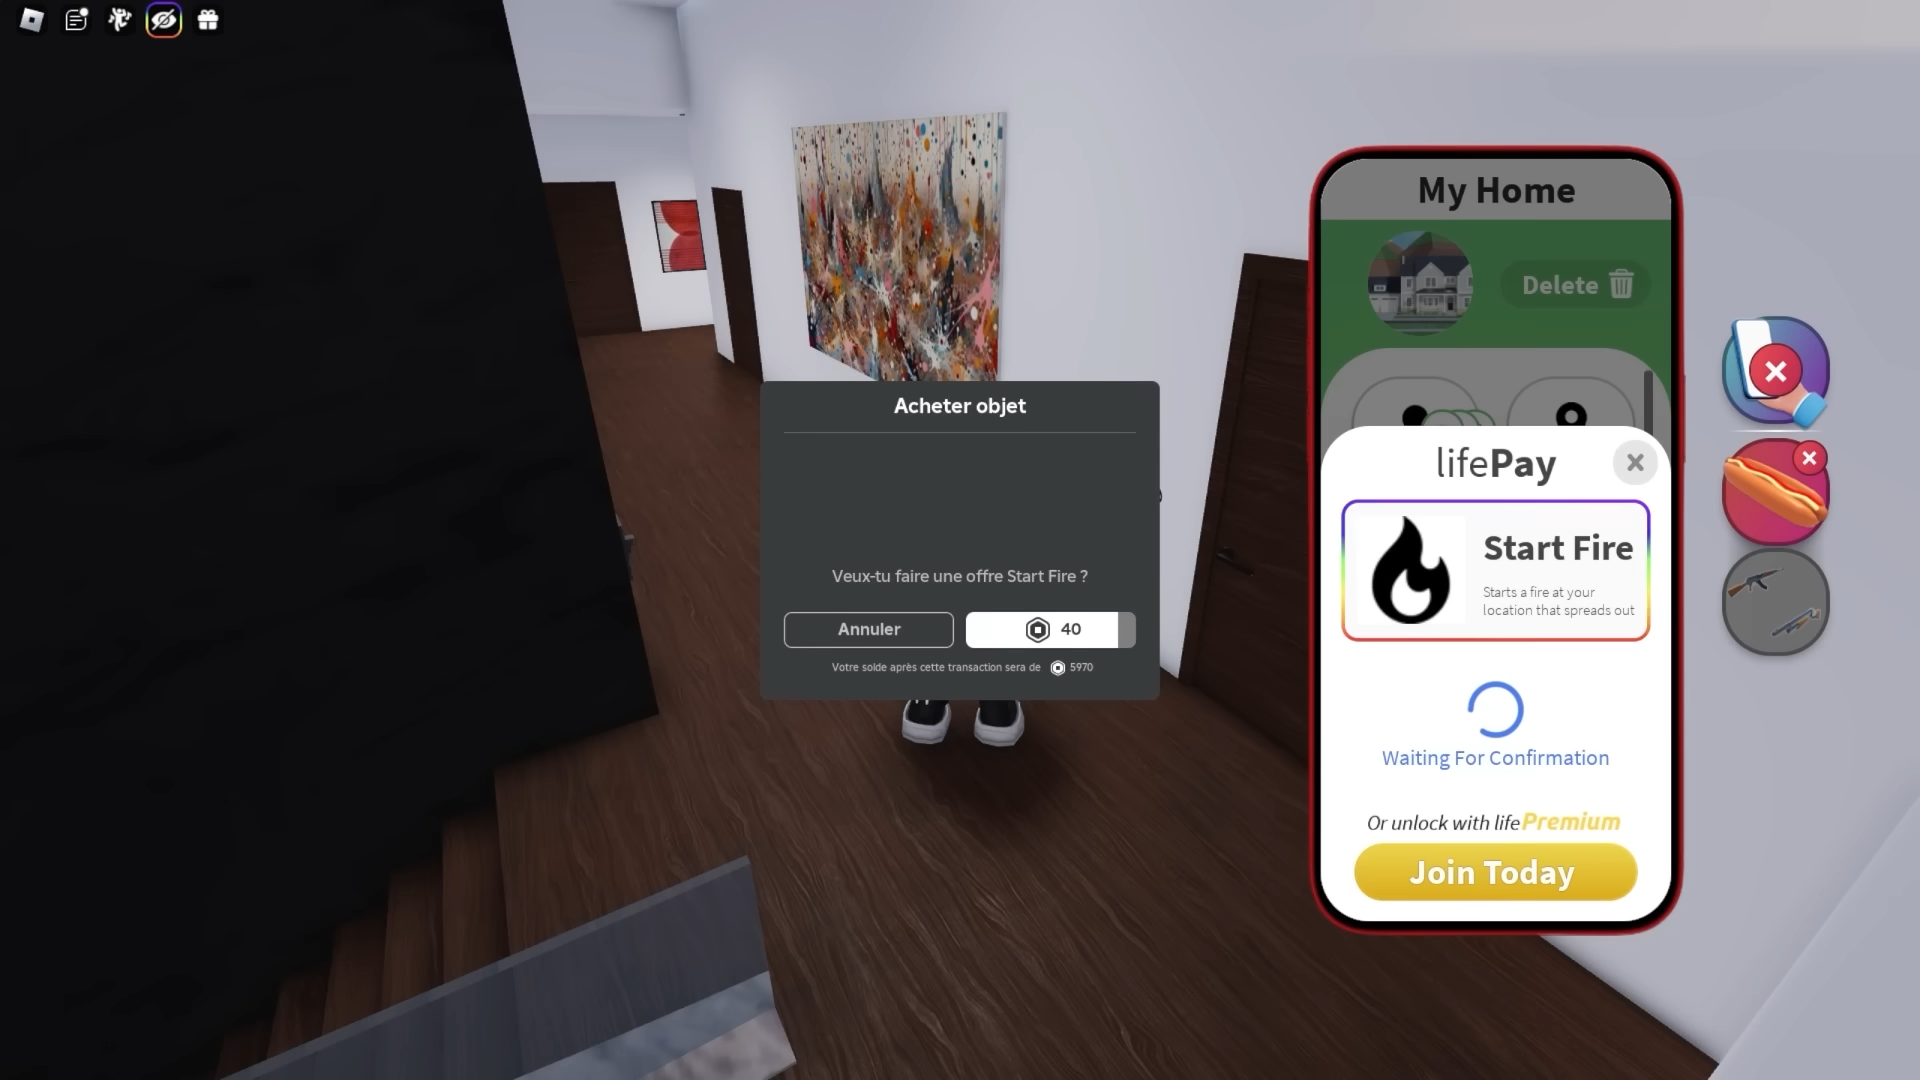 Acheter objet
Veux-tu faire une offre Start Fire ?
Annuler
40
Votre solde après cette transaction sera de 5970
My Home
Delete
lifePay
Start Fire
Starts a fire at your
location that spreads out
Waiting For Confirmation
Or unlock with lifePremium
Join Today